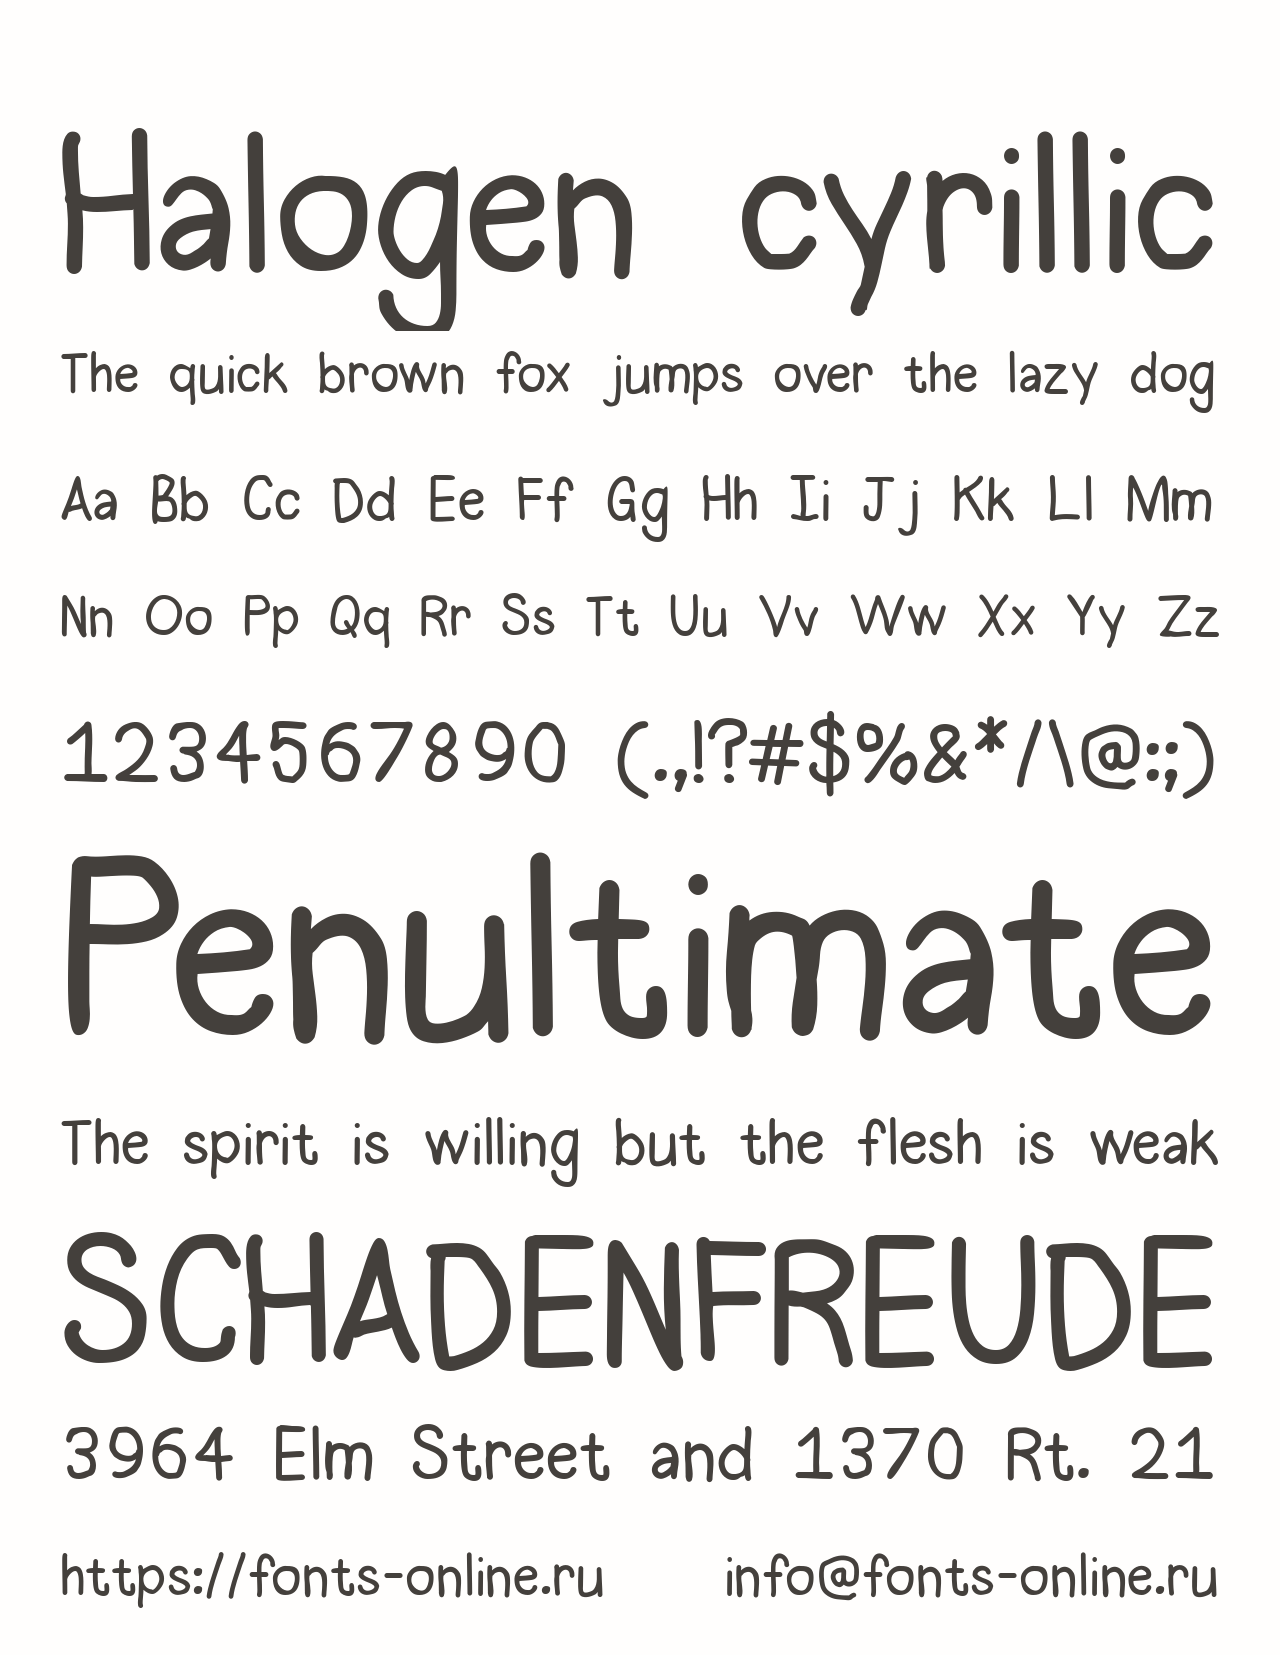 Halogen cyrillic
The quick brown fox jumps over the lazy dog
Aa Bb Cc Dd Ee Ff Gg Hh Ii Jj Kk Ll Mm
Nn Oo Pp Qq Rr Ss Tt Uu Vv Ww Xx Yy Zz
1234567890 (.,!?#$%&*/\@:;)
Penultimate
The spirit is willing but the flesh is weak
SCHADENFREUDE
3964 Elm Street and 1370 Rt. 21
https://fonts-online.ru info@fonts-online.ru